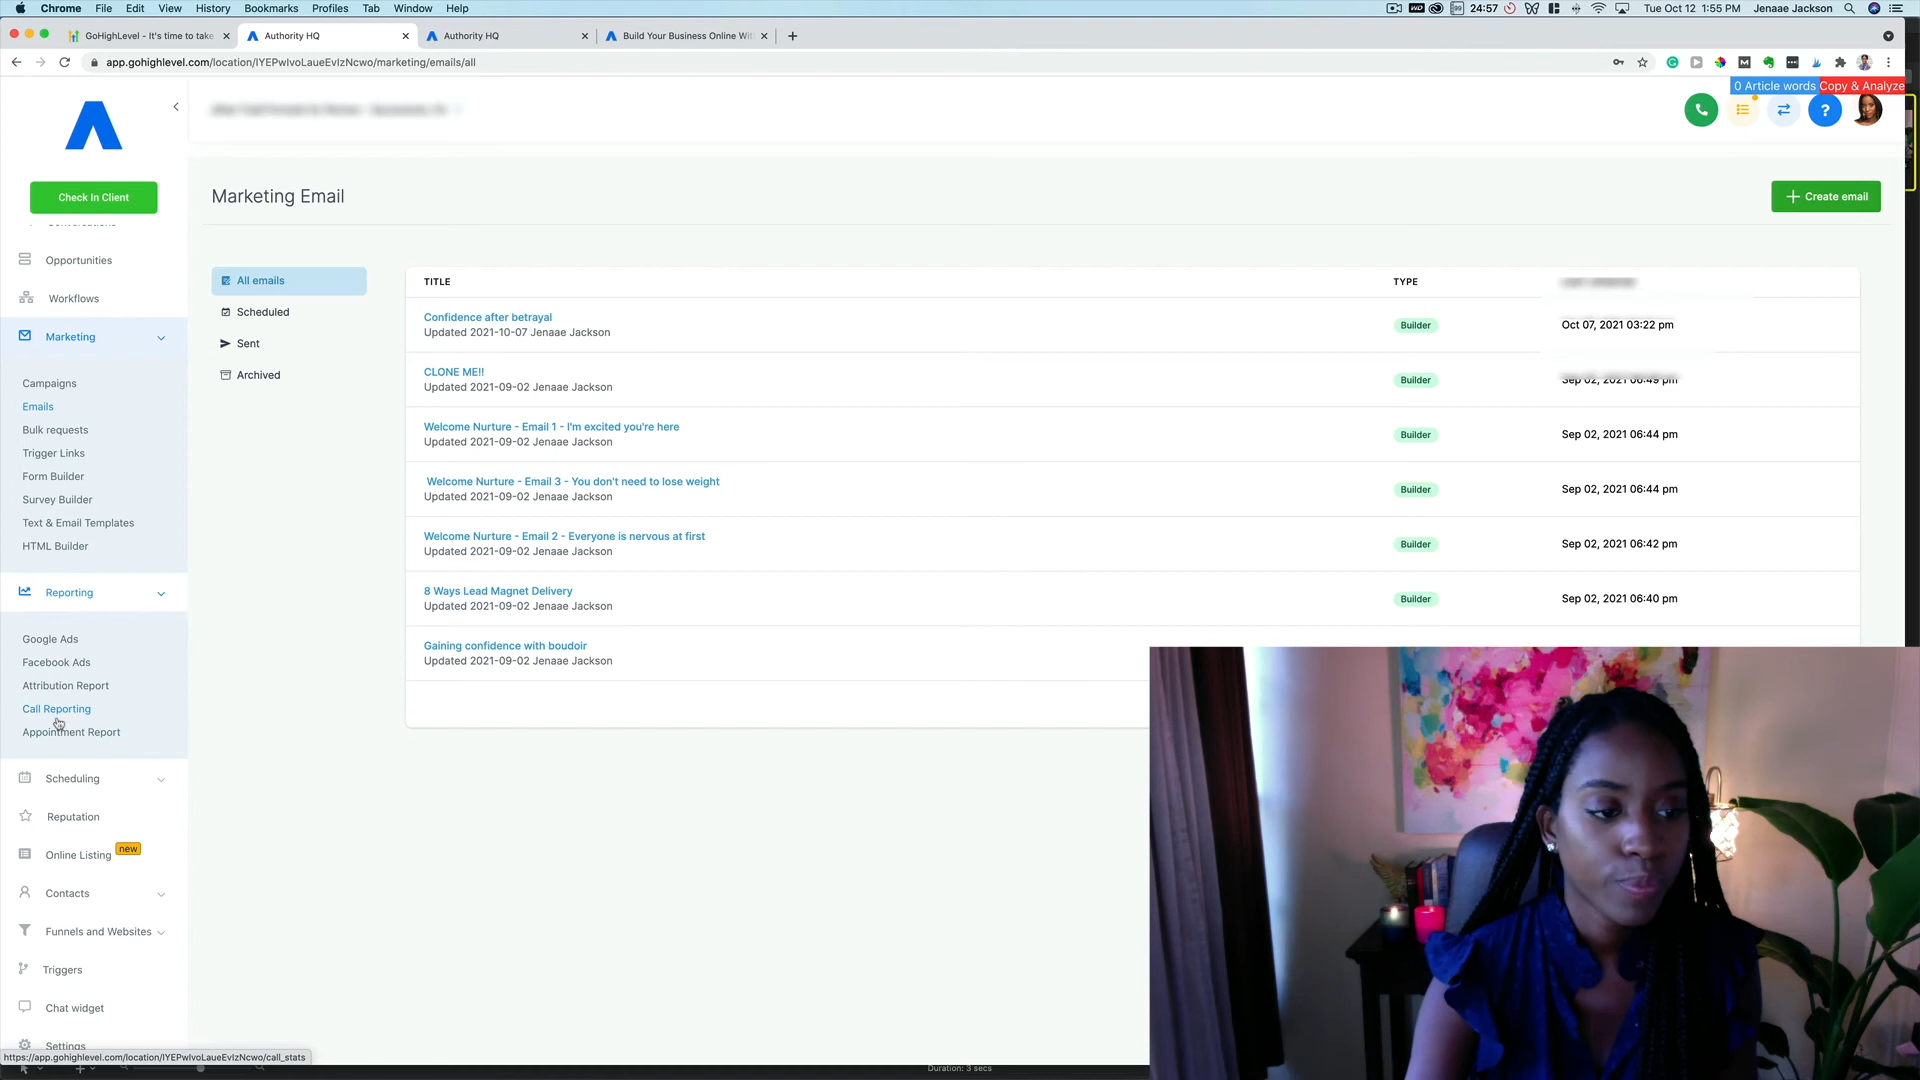 Chrome File Edit View History Bookmarks Profiles Tab Window Help
24:57
Tue Oct 12 1:55 PM Jenaae Jackson
GoHighLevel - It's time to take
Authority HQ
Authority HQ
Build Your Business Online Wit
app.gohighlevel.com/location/IYEPwIvoLaueEvIzNcwo/marketing/emails/all
0 Article words Copy & Analyze
Check In Client
Opportunities
Workflows
Marketing
Campaigns
Emails
Bulk requests
Trigger Links
Form Builder
Survey Builder
Text & Email Templates
HTML Builder
Reporting
Google Ads
Facebook Ads
Attribution Report
Call Reporting
Appointment Report
Scheduling
Reputation
Online Listing new
Contacts
Funnels and Websites
Triggers
Chat widget
Settings
https://app.gohighlevel.com/location/IYEPwIvoLaueEvIzNcwo/call_stats
Marketing Email
Create email
All emails
Scheduled
Sent
Archived
TITLE TYPE
Confidence after betrayal
Updated 2021-10-07 Jenaae Jackson
Builder
Oct 07, 2021 03:22 pm
CLONE ME!!
Updated 2021-09-02 Jenaae Jackson
Builder
Sep 02, 2021 06:49 pm
Welcome Nurture - Email 1 - I'm excited you're here
Updated 2021-09-02 Jenaae Jackson
Builder
Sep 02, 2021 06:44 pm
Welcome Nurture - Email 3 - You don't need to lose weight
Updated 2021-09-02 Jenaae Jackson
Builder
Sep 02, 2021 06:44 pm
Welcome Nurture - Email 2 - Everyone is nervous at first
Updated 2021-09-02 Jenaae Jackson
Builder
Sep 02, 2021 06:42 pm
8 Ways Lead Magnet Delivery
Updated 2021-09-02 Jenaae Jackson
Builder
Sep 02, 2021 06:40 pm
Gaining confidence with boudoir
Updated 2021-09-02 Jenaae Jackson
Duration: 3 secs